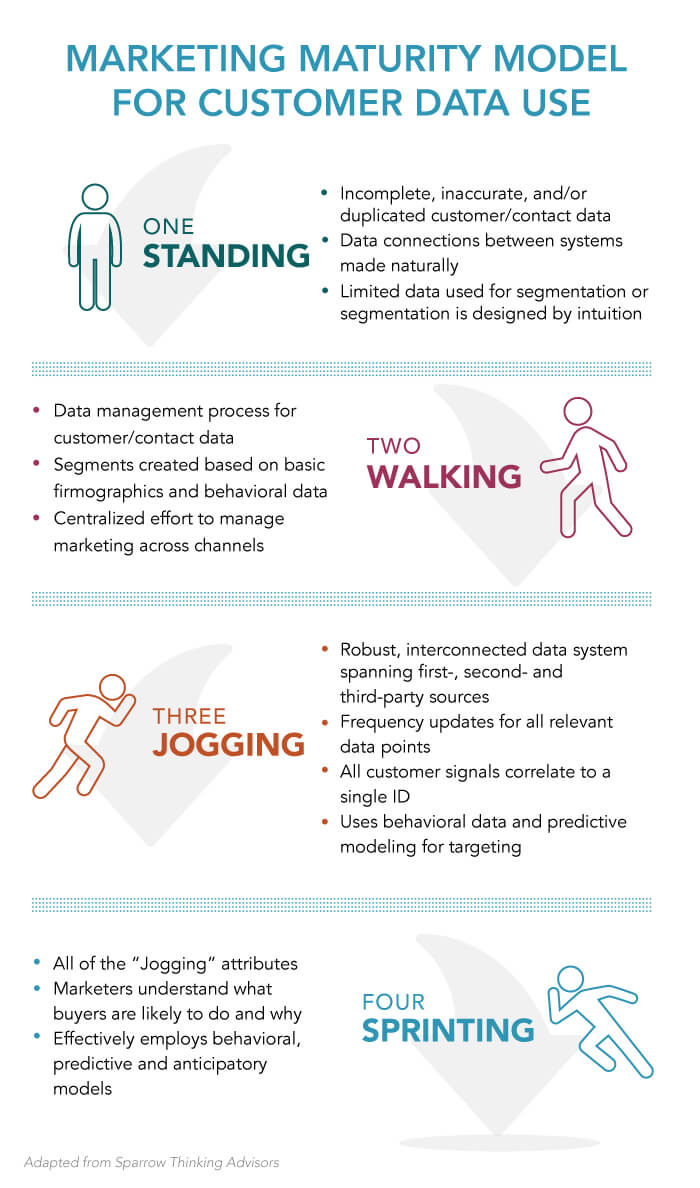 MARKETING MATURITY MODEL
FOR CUSTOMER DATA USE
ONE
STANDING
• Incomplete, inaccurate, and/or
duplicated customer/contact data
• Data connections between systems
made naturally
• Limited data used for segmentation or
segmentation is designed by intuition
• Data management process for
customer/contact data
• Segments created based on basic
firmographics and behavioral data
• Centralized effort to manage
marketing across channels
TWO
WALKING
THREE
JOGGING
• Robust, interconnected data system
spanning first-, second- and
third-party sources
• Frequency updates for all relevant
data points
• All customer signals correlate to a
single ID
• Uses behavioral data and predictive
modeling for targeting
• All of the “Jogging” attributes
• Marketers understand what
buyers are likely to do and why
• Effectively employs behavioral,
predictive and anticipatory
models
FOUR
SPRINTING
Adapted from Sparrow Thinking Advisors